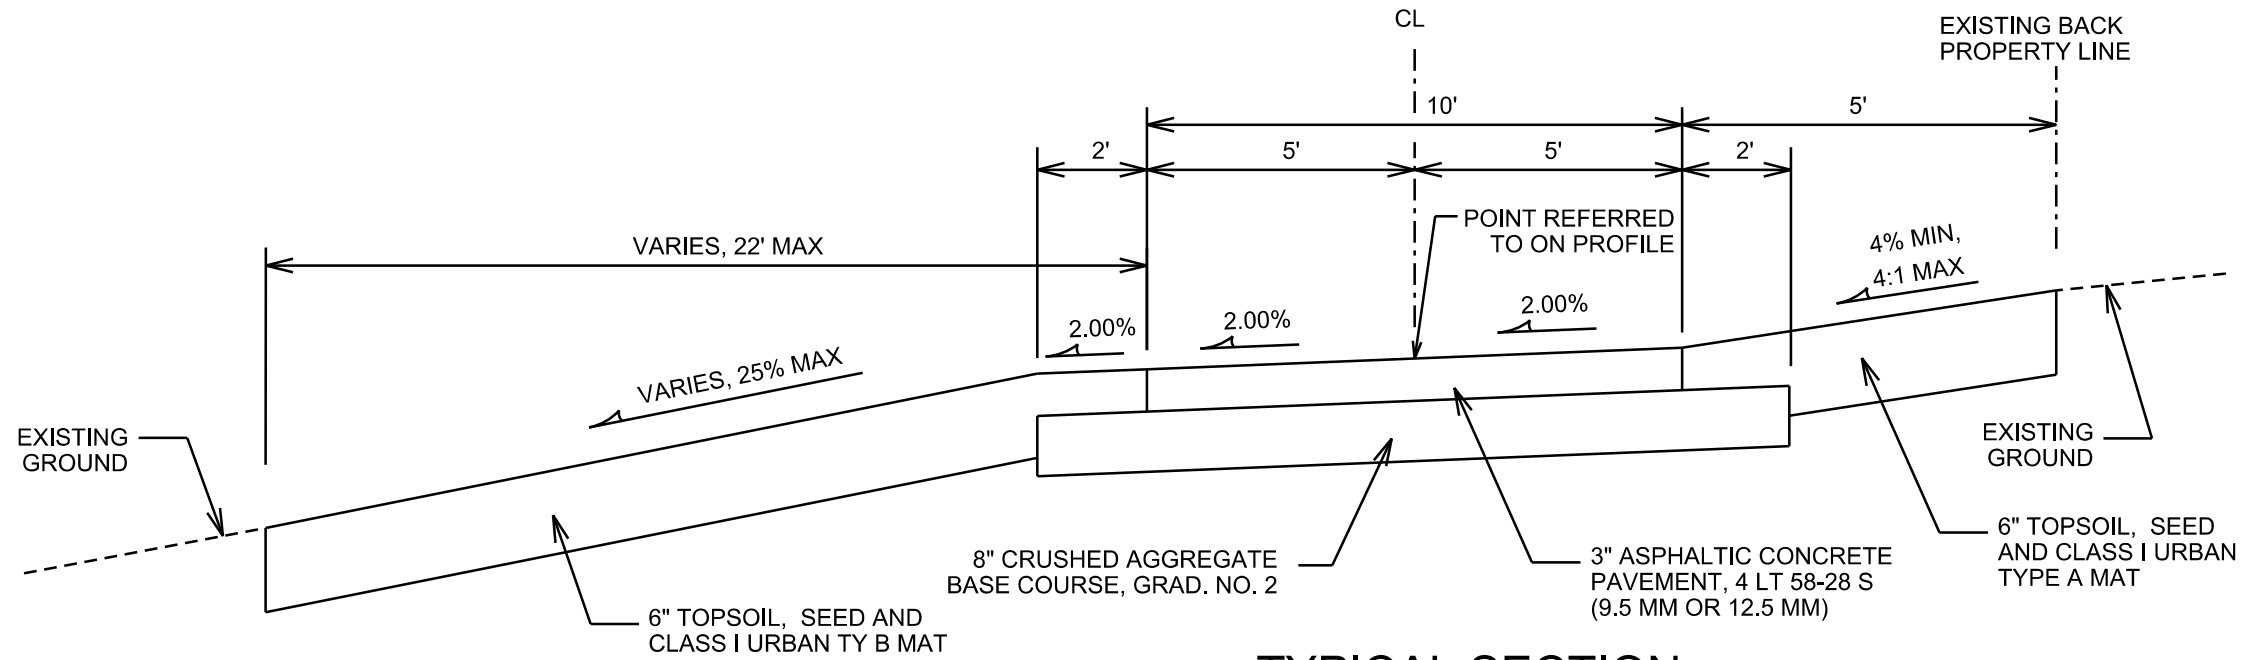 CL
EXISTING BACK
PROPERTY LINE
10'
5'
2'
5'
5'
2'
VARIES, 22' MAX
POINT REFERRED
TO ON PROFILE
4% MIN,
4:1 MAX
2.00%
2.00%
2.00%
VARIES, 25% MAX
EXISTING
GROUND
EXISTING
GROUND
8" CRUSHED AGGREGATE
BASE COURSE, GRAD. NO. 2
3" ASPHALTIC CONCRETE
PAVEMENT, 4 LT 58-28 S
(9.5 MM OR 12.5 MM)
6" TOPSOIL, SEED
AND CLASS I URBAN
TYPE A MAT
6" TOPSOIL, SEED AND
CLASS I URBAN TY B MAT
TYPICAL SECTION